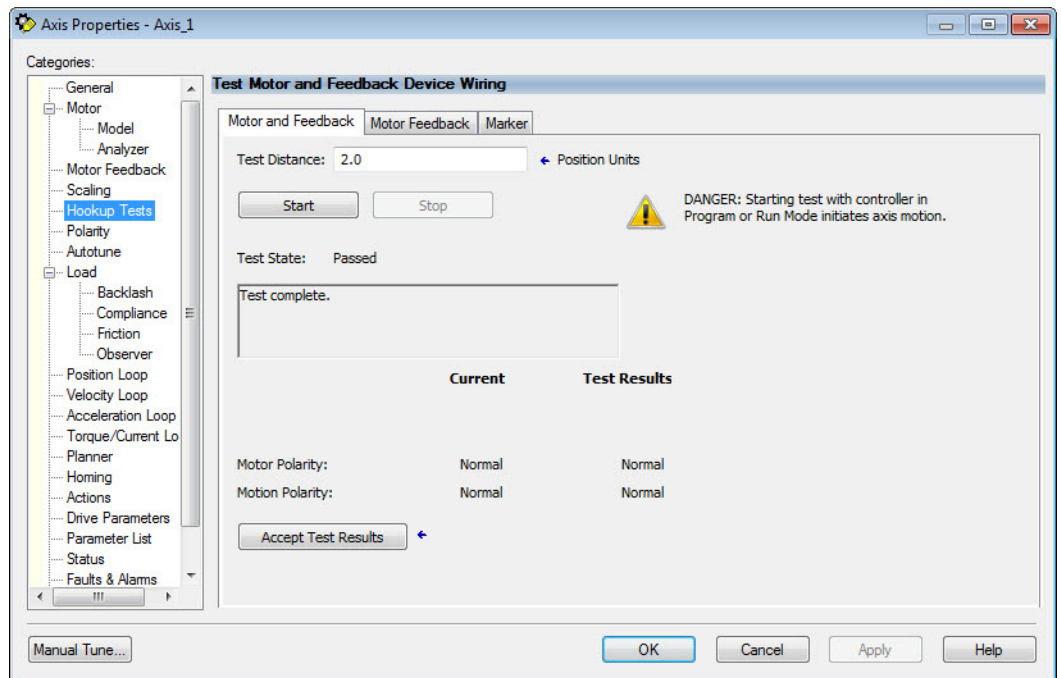 Axis Properties - Axis_1
Categories:
General
Motor
Model
Analyzer
Motor Feedback
Scaling
Hookup Tests
Polarity
Autotune
Load
Backlash
Compliance
Friction
Observer
Position Loop
Velocity Loop
Acceleration Loop
Torque/Current Lo
Planner
Homing
Actions
Drive Parameters
Parameter List
Status
Faults & Alarms
Test Motor and Feedback Device Wiring
Motor and Feedback Motor Feedback Marker
Test Distance: 2.0 Position Units
Start Stop
DANGER: Starting test with controller in
Program or Run Mode initiates axis motion.
Test State: Passed
Test complete.
Current Test Results
Motor Polarity: Normal Normal
Motion Polarity: Normal Normal
Accept Test Results
Manual Tune... OK Cancel Apply Help